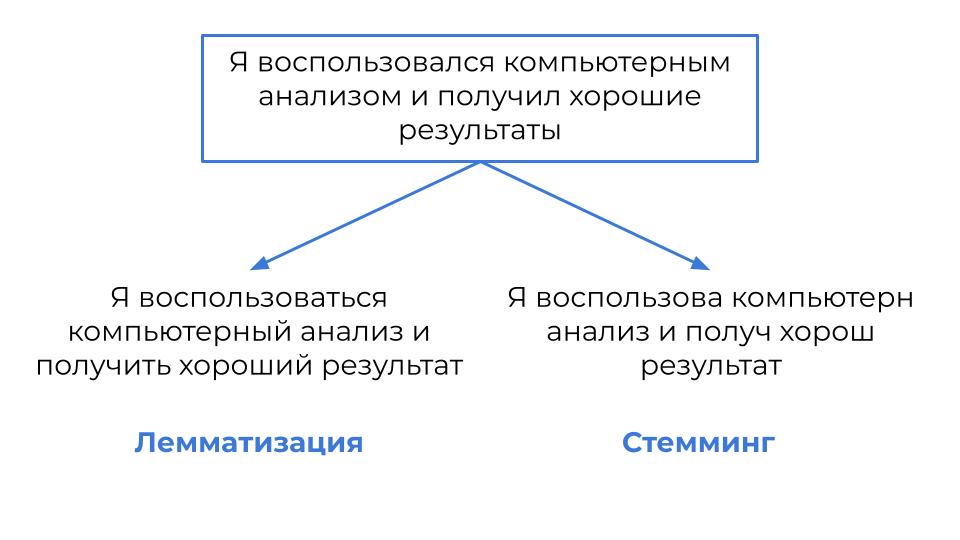 Я воспользовался компьютерным
анализом и получил хорошие
результаты
Я воспользоваться
компьютерный анализ и
получить хороший результат
Лемматизация
Я воспользова компьютерн
анализ и получ хорош
результат
Стемминг